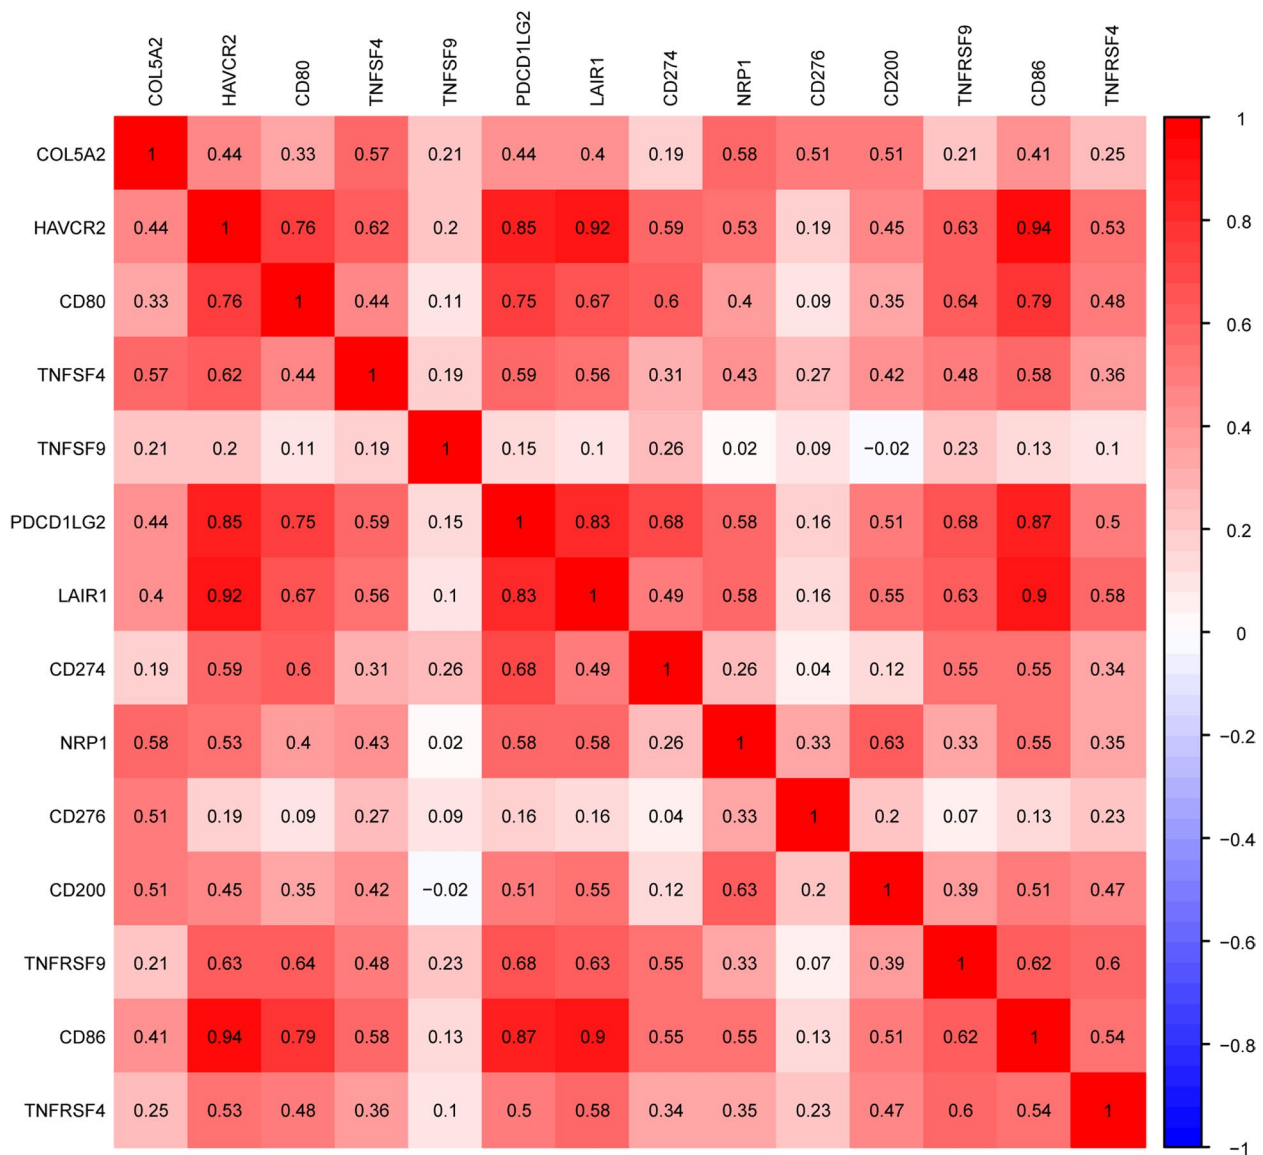 COL5A2 HAVCR2 CD80 TNFSF4 TNFSF9 PDCD1LG2 LAIR1 CD274 NRP1 CD276 CD200 TNFRSF9 CD86 TNFRSF4
COL5A2 1 0.44 0.33 0.57 0.21 0.44 0.4 0.19 0.58 0.51 0.51 0.21 0.41 0.25
HAVCR2 0.44 1 0.76 0.62 0.2 0.85 0.92 0.59 0.53 0.19 0.45 0.63 0.94 0.53
CD80 0.33 0.76 1 0.44 0.11 0.75 0.67 0.6 0.4 0.09 0.35 0.64 0.79 0.48
TNFSF4 0.57 0.62 0.44 1 0.19 0.59 0.56 0.31 0.43 0.27 0.42 0.48 0.58 0.36
TNFSF9 0.21 0.2 0.11 0.19 1 0.15 0.1 0.26 0.02 0.09 −0.02 0.23 0.13 0.1
PDCD1LG2 0.44 0.85 0.75 0.59 0.15 1 0.83 0.68 0.58 0.16 0.51 0.68 0.87 0.5
LAIR1 0.4 0.92 0.67 0.56 0.1 0.83 1 0.49 0.58 0.16 0.55 0.63 0.9 0.58
CD274 0.19 0.59 0.6 0.31 0.26 0.68 0.49 1 0.26 0.04 0.12 0.55 0.55 0.34
NRP1 0.58 0.53 0.4 0.43 0.02 0.58 0.58 0.26 1 0.33 0.63 0.33 0.55 0.35
CD276 0.51 0.19 0.09 0.27 0.09 0.16 0.16 0.04 0.33 1 0.2 0.07 0.13 0.23
CD200 0.51 0.45 0.35 0.42 −0.02 0.51 0.55 0.12 0.63 0.2 1 0.39 0.51 0.47
TNFRSF9 0.21 0.63 0.64 0.48 0.23 0.68 0.63 0.55 0.33 0.07 0.39 1 0.62 0.6
CD86 0.41 0.94 0.79 0.58 0.13 0.87 0.9 0.55 0.55 0.13 0.51 0.62 1 0.54
TNFRSF4 0.25 0.53 0.48 0.36 0.1 0.5 0.58 0.34 0.35 0.23 0.47 0.6 0.54 1
1
0.8
0.6
0.4
0.2
0
−0.2
−0.4
−0.6
−0.8
−1